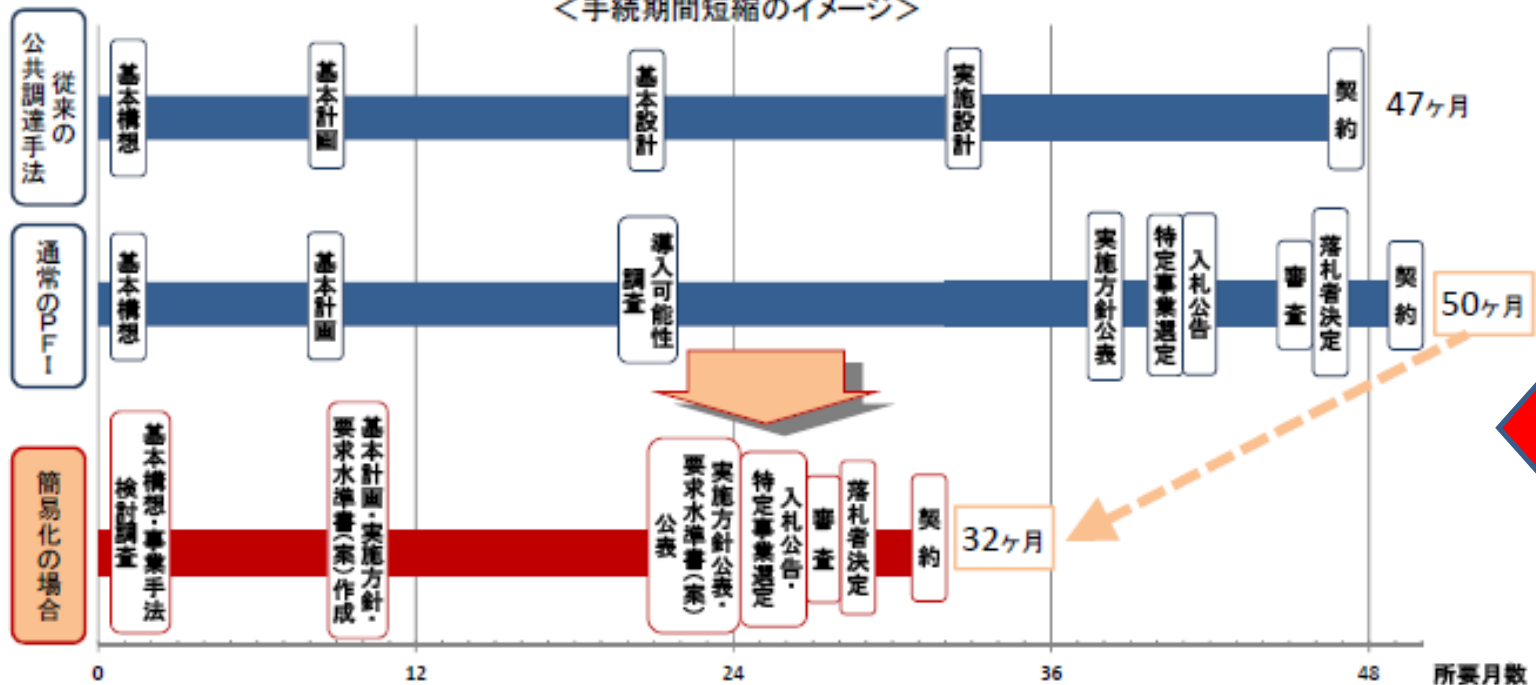 ＜手続期間短縮のイメージ＞
従来の
公共調達手法
基本構想
基本計画
基本設計
実施設計
契約
47ヶ月
通常のPFI
基本構想
基本計画
導入可能性
調査
実施方針公表
特定事業選定
入札公告
審査
落札者決定
契約
50ヶ月
簡易化の場合
基本構想・事業手法
検討調査
基本計画・実施方針・
要求水準書(案)作成
実施方針公表・
要求水準書(案)
公表
入札公告・
特定事業選定
審査
落札者決定
契約
32ヶ月
0
12
24
36
48
所要月数